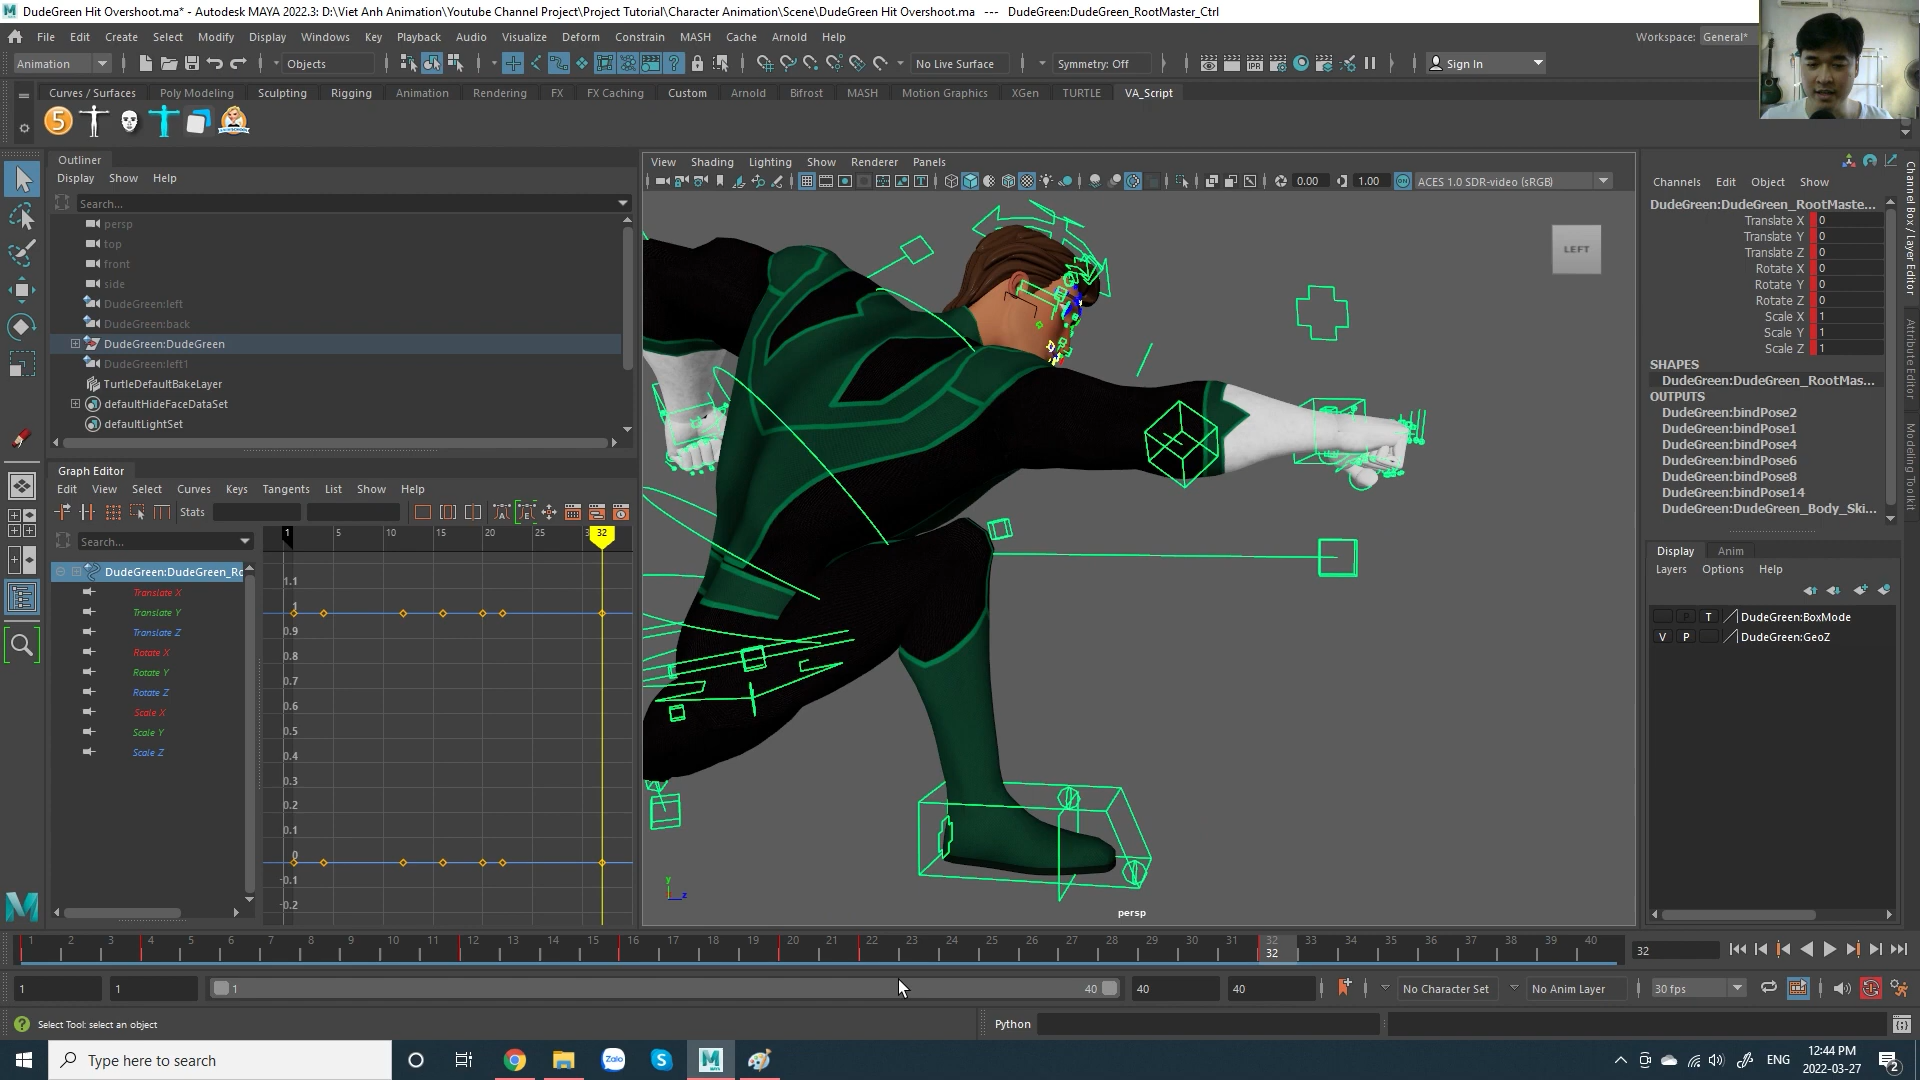 DudeGreen Hit Overshoot.ma* - Autodesk MAYA 2022.3: D:\Viet Anh Animation\Youtube Channel Project\Project Tutorial\Character Animation\Scene\DudeGreen Hit Overshoot.ma --- DudeGreen:DudeGreen_RootMaster_Ctrl
File Edit Create Select Modify Display Windows Key Playback Audio Visualize Deform Constrain MASH Cache Arnold Help
Workspace: General*
Animation Objects No Live Surface Symmetry: Off Sign In
Curves / Surfaces Poly Modeling Sculpting Rigging Animation Rendering FX FX Caching Custom Arnold Bifrost MASH Motion Graphics XGen TURTLE VA_Script
Outliner
Display Show Help
Search...
persp
top
front
side
DudeGreen:left
DudeGreen:back
DudeGreen:DudeGreen
DudeGreen:left1
TurtleDefaultBakeLayer
defaultHideFaceDataSet
defaultLightSet
Graph Editor
Edit View Select Curves Keys Tangents List Show Help
Stats
Search...
DudeGreen:DudeGreen_Rc
Translate X
Translate Y
Translate Z
Rotate X
Rotate Y
Rotate Z
Scale X
Scale Y
Scale Z
1 5 10 15 20 25 32
1.1
1
0.9
0.8
0.7
0.6
0.5
0.4
0.3
0.2
0.1
0
-0.1
-0.2
View Shading Lighting Show Renderer Panels
0.00 1.00 ACES 1.0 SDR-video (sRGB)
LEFT
y
z
persp
Channels Edit Object Show
DudeGreen:DudeGreen_RootMaste...
Translate X 0
Translate Y 0
Translate Z 0
Rotate X 0
Rotate Y 0
Rotate Z 0
Scale X 1
Scale Y 1
Scale Z 1
SHAPES
DudeGreen:DudeGreen_RootMas...
OUTPUTS
DudeGreen:bindPose2
DudeGreen:bindPose1
DudeGreen:bindPose4
DudeGreen:bindPose6
DudeGreen:bindPose8
DudeGreen:bindPose14
DudeGreen:DudeGreen_Body_Ski...
Display Anim
Layers Options Help
P T DudeGreen:BoxMode
V P DudeGreen:GeoZ
Channel Box / Layer Editor
Attribute Editor
Modeling Toolkit
1 2 3 4 5 6 7 8 9 10 11 12 13 14 15 16 17 18 19 20 21 22 23 24 25 26 27 28 29 30 31 32 33 34 35 36 37 38 39 40
32
32
1 1 1 40 40 40 No Character Set No Anim Layer 30 fps
Select Tool: select an object
Python
Type here to search
Zalo
ENG
12:44 PM
2022-03-27
2